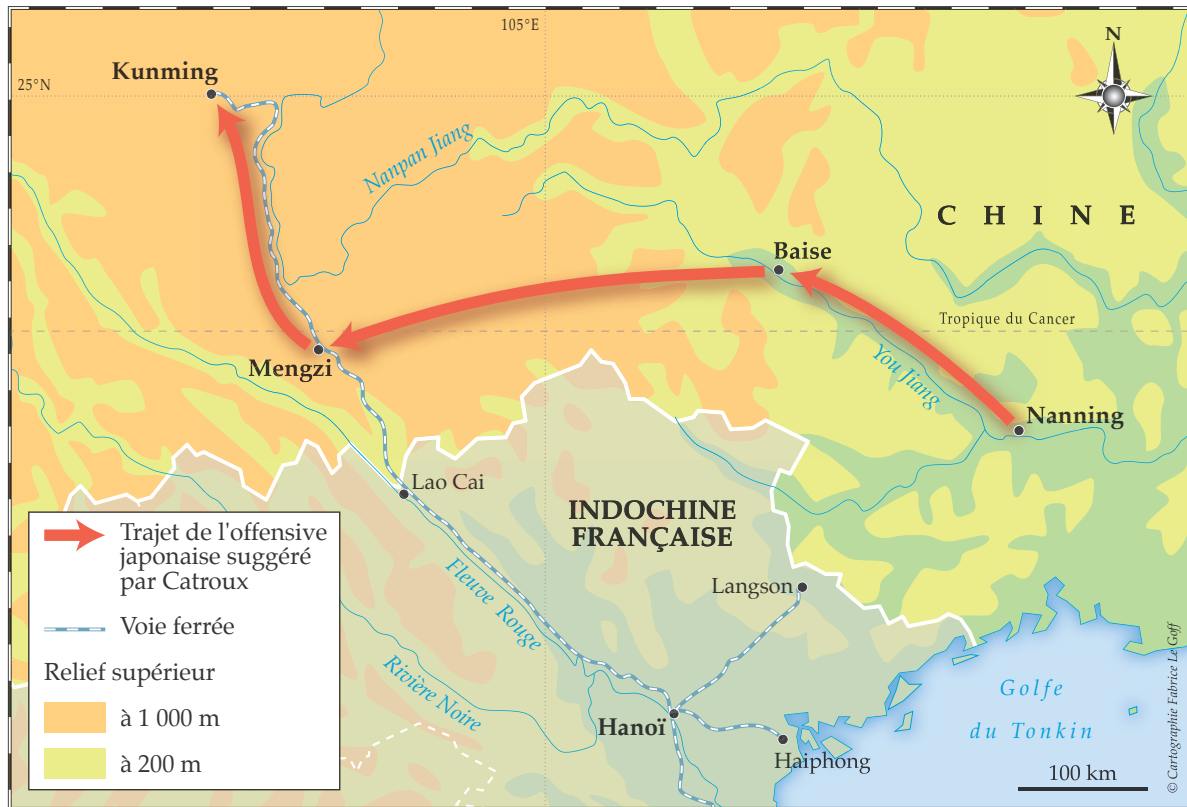 105°E
N
Kunming
25°N
Nanpan Jiang
CHINE
Baise
Tropique du Cancer
Mengzi
You Jiang
Nanning
Lao Cai
INDOCHINE
FRANÇAISE
Langson
Fleuve Rouge
Rivière Noire
Hanoï
Haiphong
Golfe
du Tonkin
100 km
Trajet de l'offensive
japonaise suggéré
par Catroux
Voie ferrée
Relief supérieur
à 1 000 m
à 200 m
© Cartographie Fabrice Le Goff